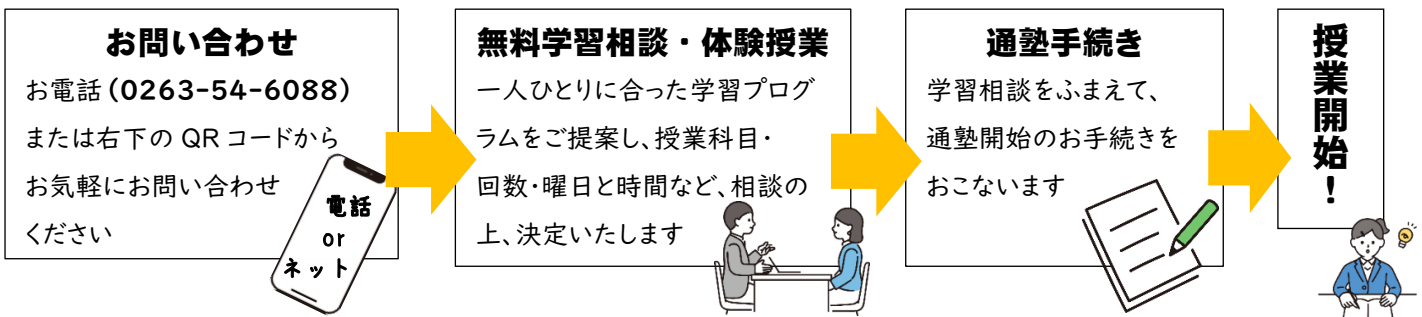 お問い合わせ
お電話(0263-54-6088)
または右下の QR コードから
お気軽にお問い合わせ
ください
電話
or
ネット
無料学習相談・体験授業
一人ひとりに合った学習プログ
ラムをご提案し、授業科目・
回数・曜日と時間など、相談の
上、決定いたします
通塾手続き
学習相談をふまえて、
通塾開始のお手続きを
おこないます
授業開始！